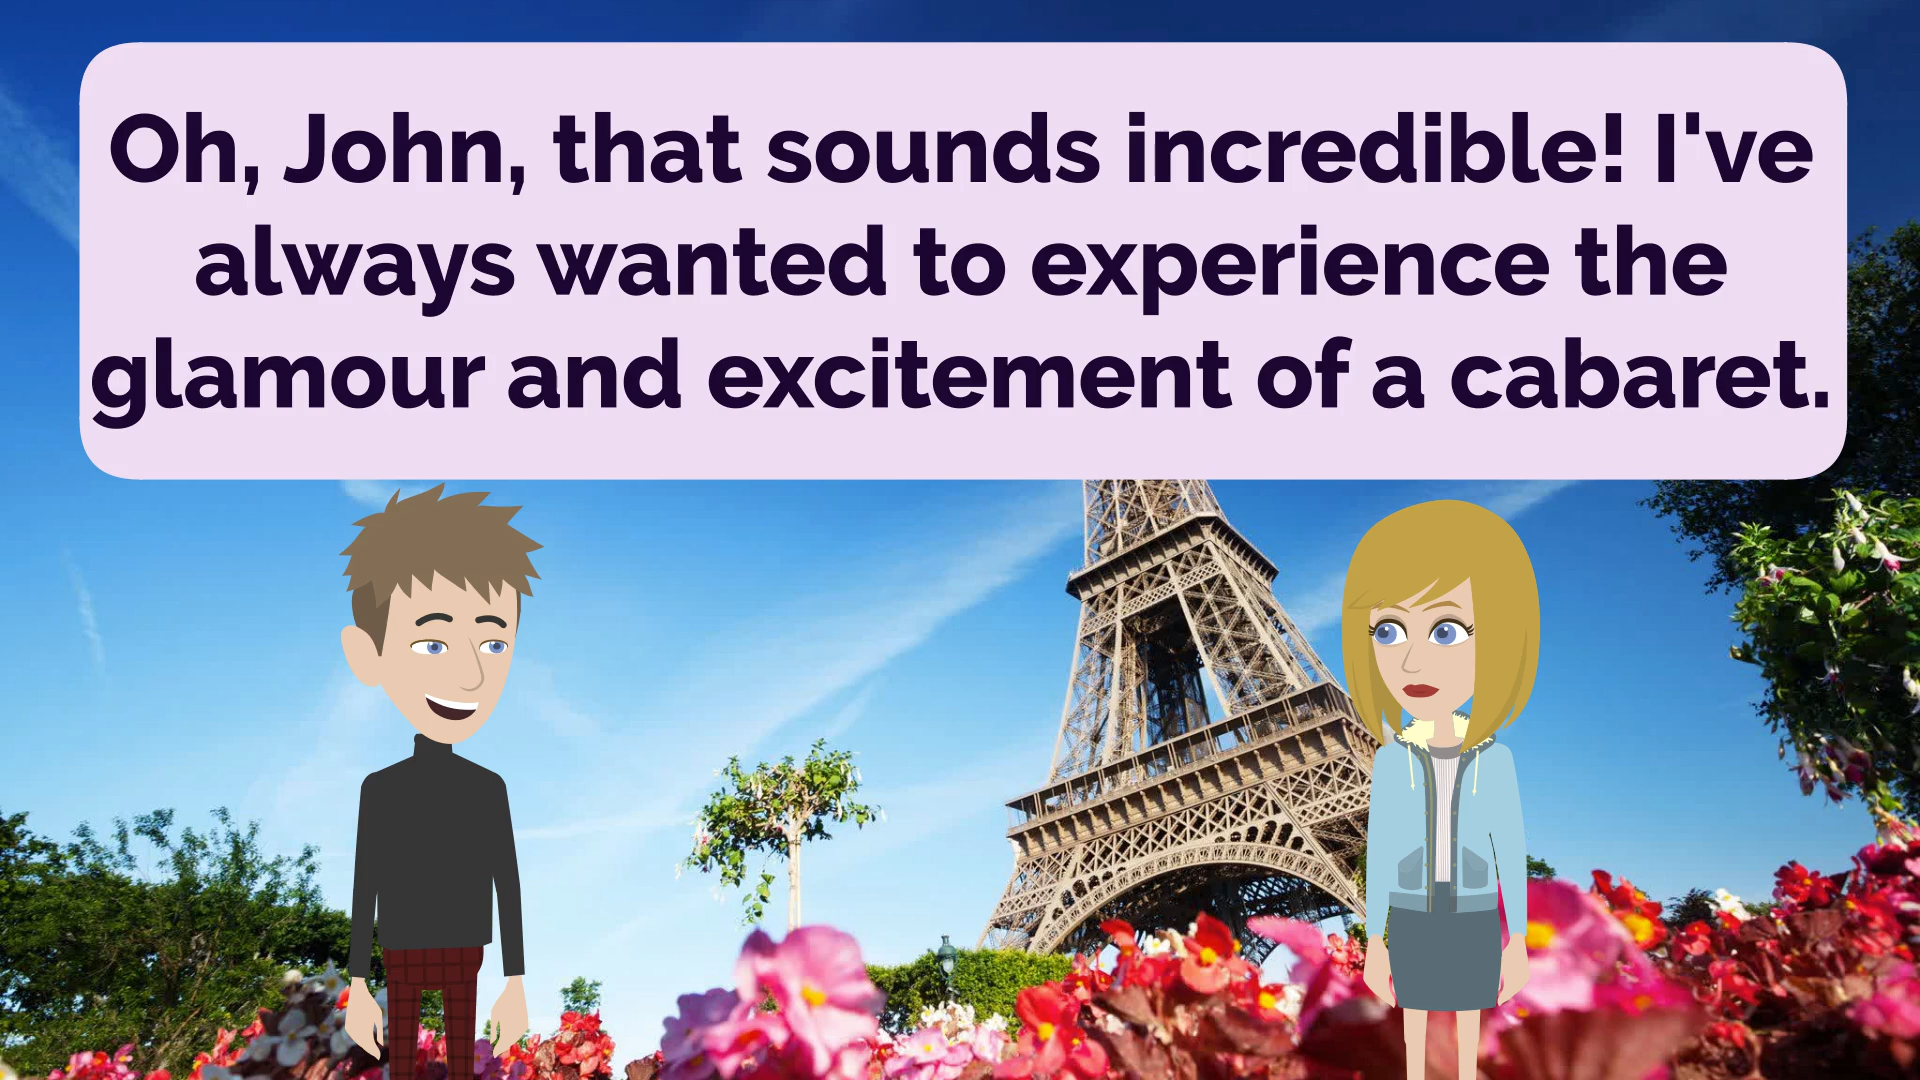 Oh, John, that sounds incredible! I've
always wanted to experience the
glamour and excitement of a cabaret.